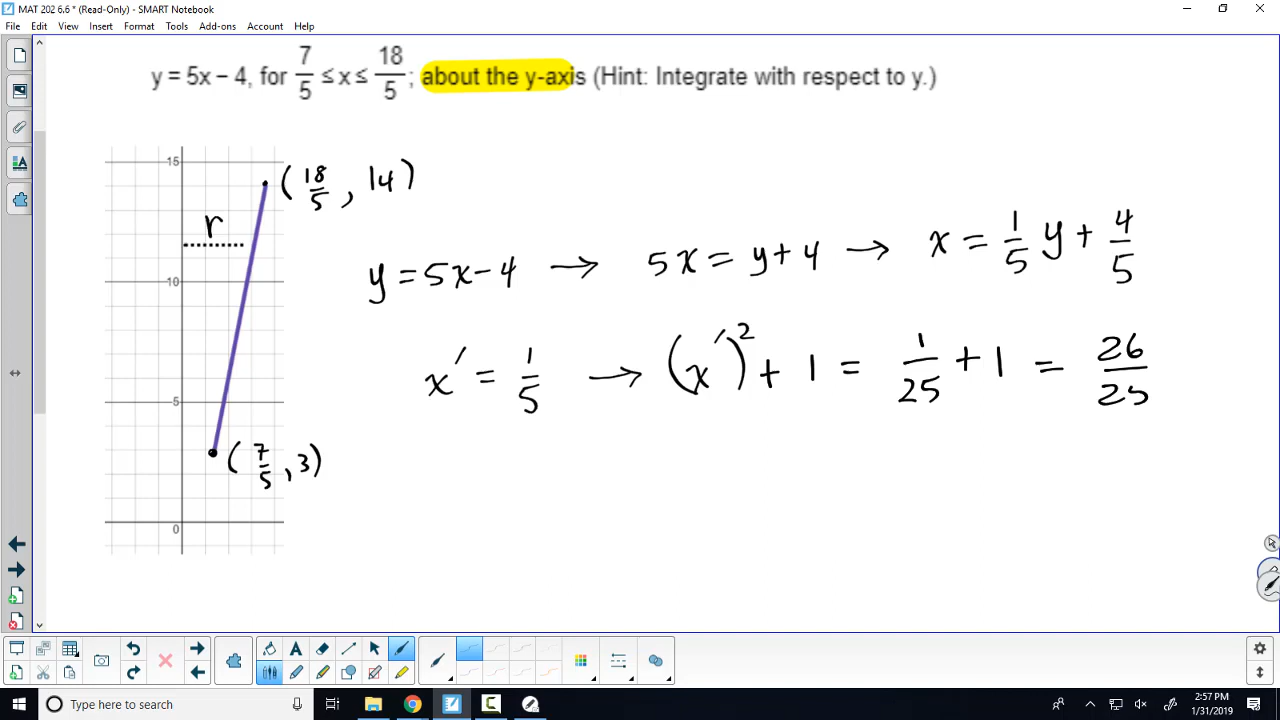 MAT 202 6.6 * (Read-Only) - SMART Notebook
File Edit View Insert Format Tools Add-ons Account Help
y = 5x – 4, for 7/5 ≤ x ≤ 18/5; about the y-axis (Hint: Integrate with respect to y.)
15
(18/5, 14)
r
10
y = 5x - 4 → 5x = y + 4 → x = 1/5 y + 4/5
x' = 1/5 → (x')² + 1 = 1/25 + 1 = 26/25
5
(7/5, 3)
0
A
Type here to search
2:57 PM
1/31/2019